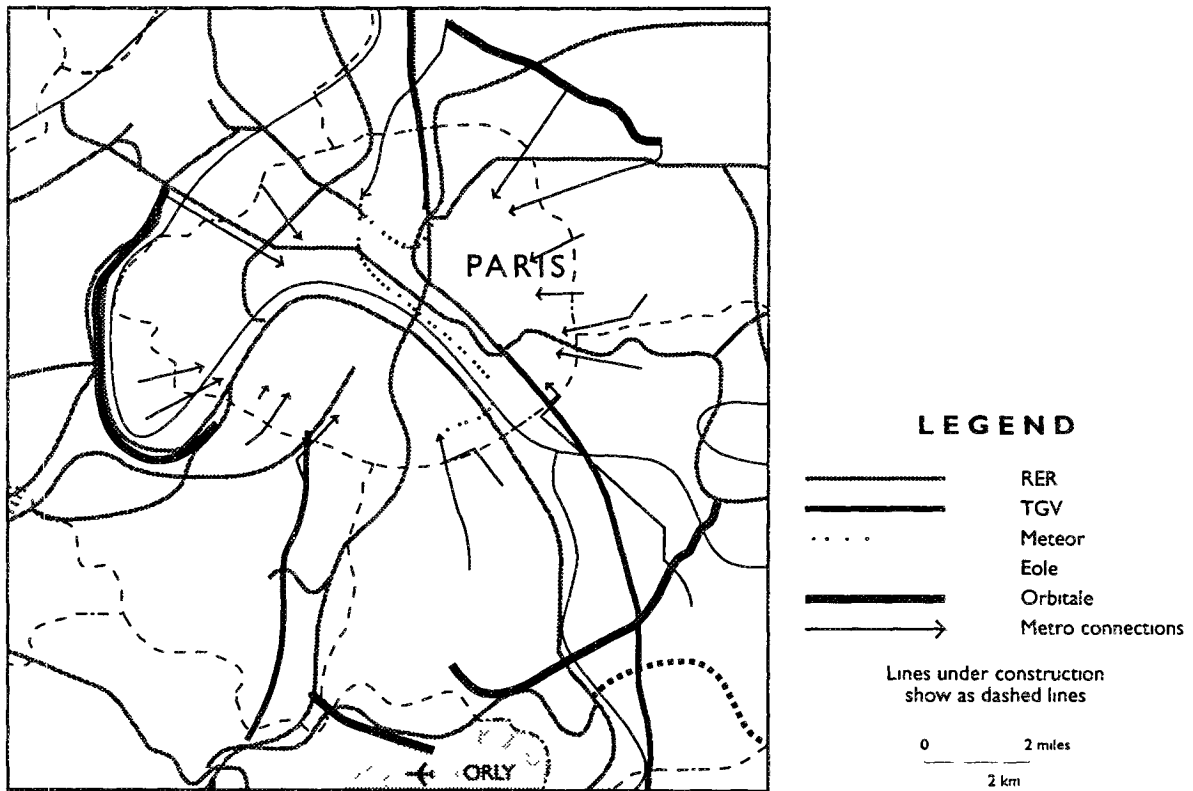 PARIS
ORLY
LEGEND
RER
TGV
Meteor
Eole
Orbitale
Metro connections
Lines under construction
show as dashed lines
0 2 miles
2 km